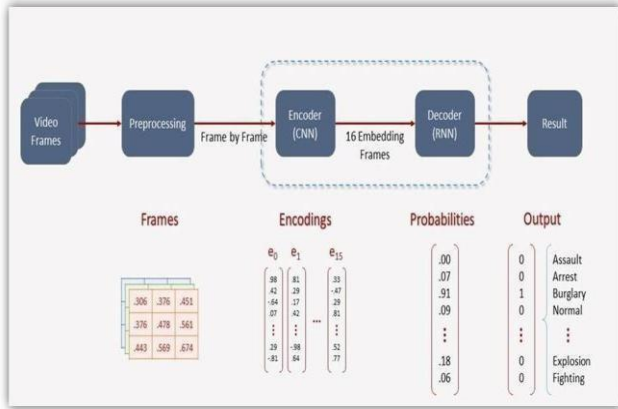 Video
Frames
Preprocessing
Frame by Frame
Encoder
(CNN)
16 Embedding
Frames
Decoder
(RNN)
Result
Frames
Encodings
Probabilities
Output
e0 e1 e15
.306 .376 .451
.376 .478 .561
.443 .569 .674
.98 .81 .33
.42 .29 -.47
-.64 .17 .29
.07 .42 .81
⋮ ⋮ ... ⋮
.29 -.98 .52
-.81 .64 .77
.00 0 Assault
.07 0 Arrest
.91 1 Burglary
.09 0 Normal
⋮ ⋮ ⋮
.18 0 Explosion
.06 0 Fighting